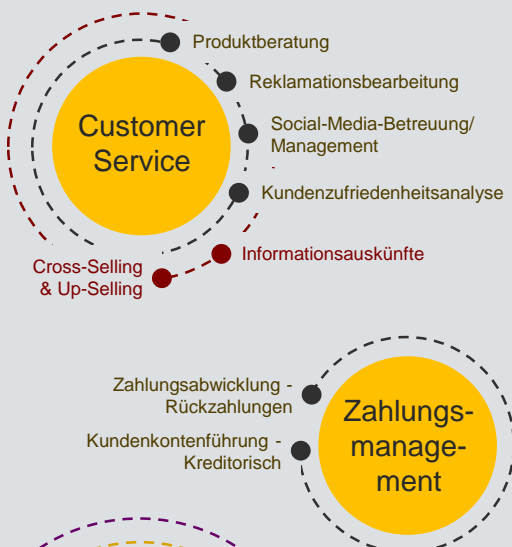 Produktberatung
Reklamationsbearbeitung
Customer
Service
Social-Media-Betreuung/
Management
Kundenzufriedenheitsanalyse
Informationsauskünfte
Cross-Selling
& Up-Selling
Zahlungsabwicklung -
Rückzahlungen
Kundenkontenführung -
Kreditorisch
Zahlungs-
manage-
ment